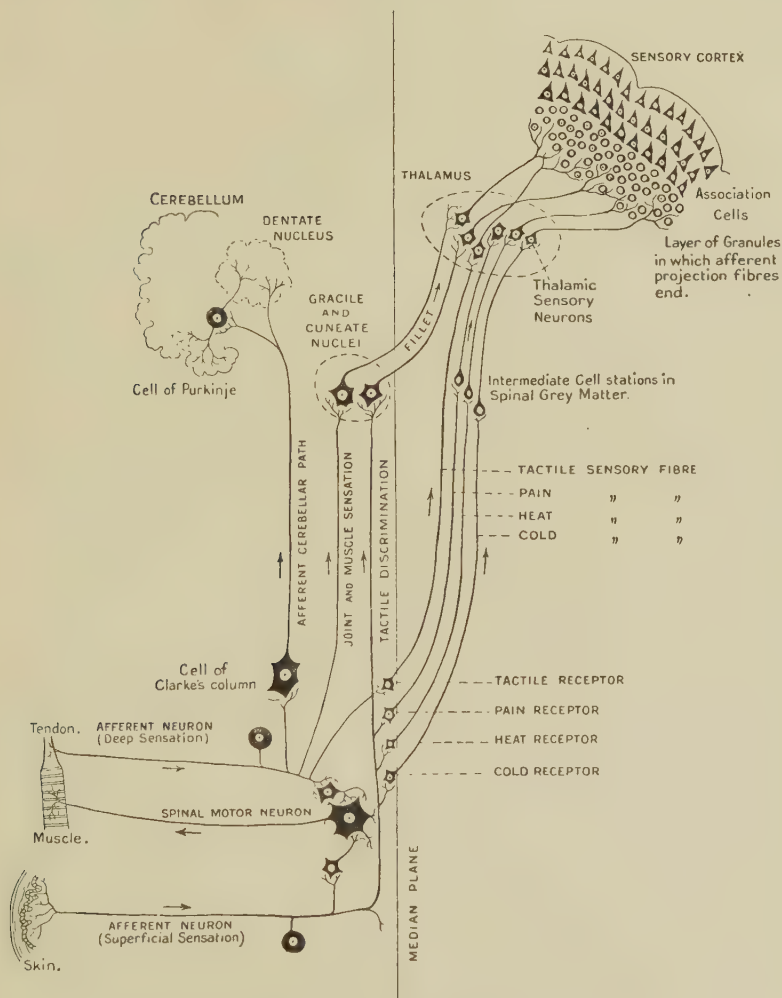 SENSORY CORTEX
THALAMUS
Association
Cells
CEREBELLUM
DENTATE
NUCLEUS
Layer of Granules
in which afferent
projection fibres
end.
GRACILE
AND
CUNEATE
NUCLEI
Thalamic
Sensory
Neurons
FILLET
Cell of Purkinje
Intermediate Cell stations in
Spinal Grey Matter.
AFFERENT CEREBELLAR PATH
JOINT AND MUSCLE SENSATION
TACTILE DISCRIMINATION
TACTILE SENSORY FIBRE
PAIN " "
HEAT " "
COLD " "
Cell of
Clarke's column
TACTILE RECEPTOR
PAIN RECEPTOR
HEAT RECEPTOR
COLD RECEPTOR
Tendon.
AFFERENT NEURON
(Deep Sensation)
SPINAL MOTOR NEURON
Muscle.
MEDIAN PLANE
AFFERENT NEURON
(Superficial Sensation)
Skin.